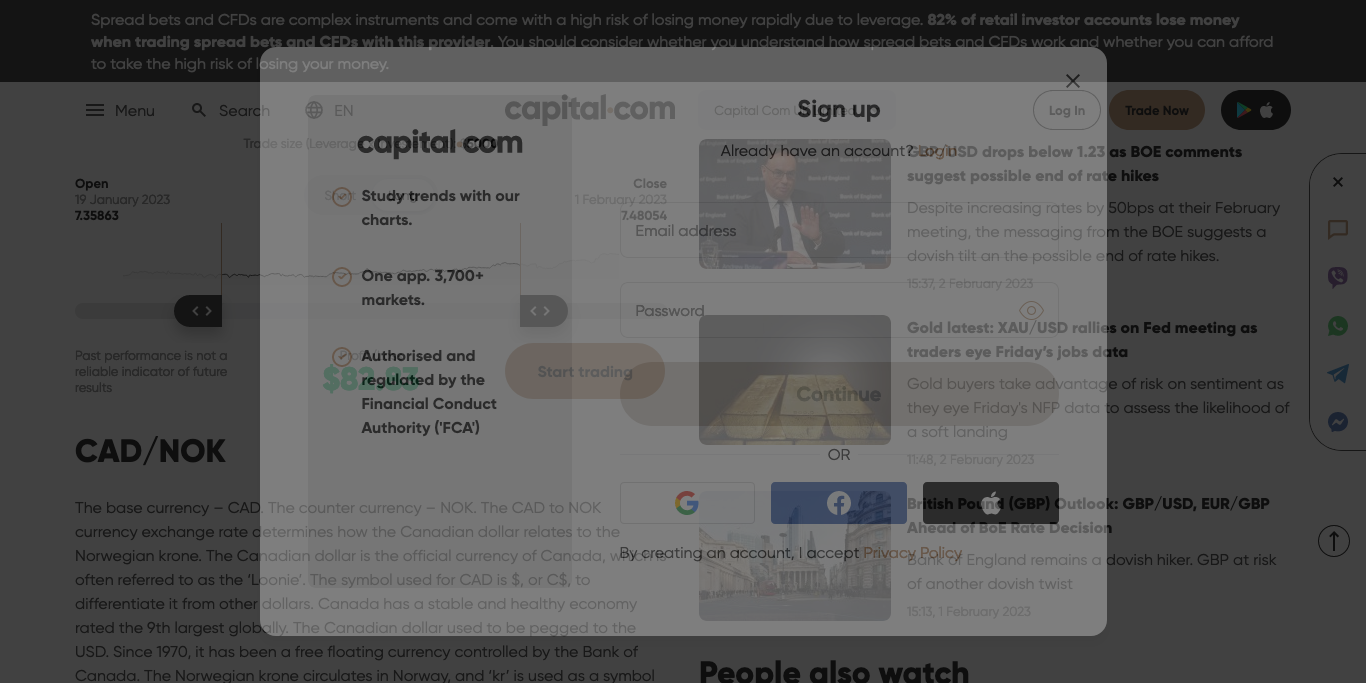 Spread bets and CFDs are complex instruments and come with a high risk of losing money rapidly due to leverage. 82% of retail investor accounts lose money
when trading spread bets and CFDs with this provider. You should consider whether you understand how spread bets and CFDs work and whether you can afford
to take the high risk of losing your money.
Menu
Search
EN
capital.com
Capital Com U
Log In
Trade Now
Trade size (Leverag
Open
19 January 2023
7.35863
Close
1 February 2023
7.48054
Past performance is not a
reliable indicator of future
results
$82.83
Start trading
CAD/NOK
The base currency – CAD. The counter currency – NOK. The CAD to NOK
currency exchange rate determines how the Canadian dollar relates to the
Norwegian krone. The Canadian dollar is the official currency of Canada, w
often referred to as the ‘Loonie’. The symbol used for CAD is $, or C$, to
differentiate it from other dollars. Canada has a stable and healthy economy
rated the 9th largest globally. The Canadian dollar used to be pegged to the
USD. Since 1970, it has been a free floating currency controlled by the Bank of
Canada. The Norwegian krone circulates in Norway, and ‘kr’ is used as a symbol
capital.com
Study trends with our
charts.
One app. 3,700+
markets.
Authorised and
regulated by the
Financial Conduct
Authority ('FCA')
Sign up
Already have an account? Login
Email address
Password
Continue
OR
By creating an account, I accept Privacy Policy
GBP/USD drops below 1.23 as BOE comments
suggest possible end of rate hikes
Despite increasing rates by 50bps at their February
meeting, the messaging from the BOE suggests a
dovish tilt an the possible end of rate hikes.
15:37, 2 February 2023
Gold latest: XAU/USD rallies on Fed meeting as
traders eye Friday’s jobs data
Gold buyers take advantage of risk on sentiment as
they eye Friday's NFP data to assess the likelihood of
a soft landing
11:48, 2 February 2023
British Pound (GBP) Outlook: GBP/USD, EUR/GBP
Ahead of BoE Rate Decision
Bank of England remains a dovish hiker. GBP at risk
of another dovish twist
15:13, 1 February 2023
People also watch